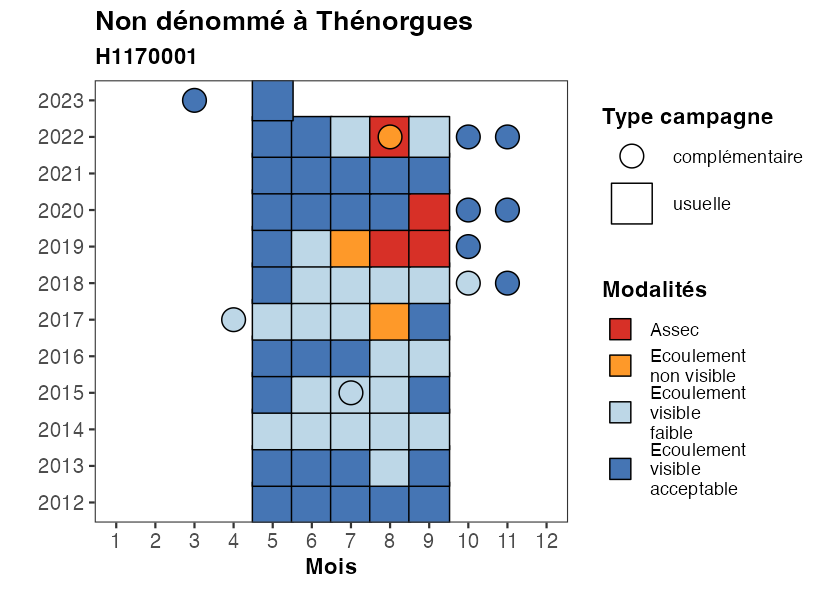 Non dénommé à Thénorgues
H1170001
2023
2022
2021
2020
2019
2018
2017
2016
2015
2014
2013
2012
1 2 3 4 5 6 7 8 9 10 11 12
Mois
Type campagne
complémentaire
usuelle
Modalités
Assec
Ecoulement
non visible
Ecoulement
visible
faible
Ecoulement
visible
acceptable